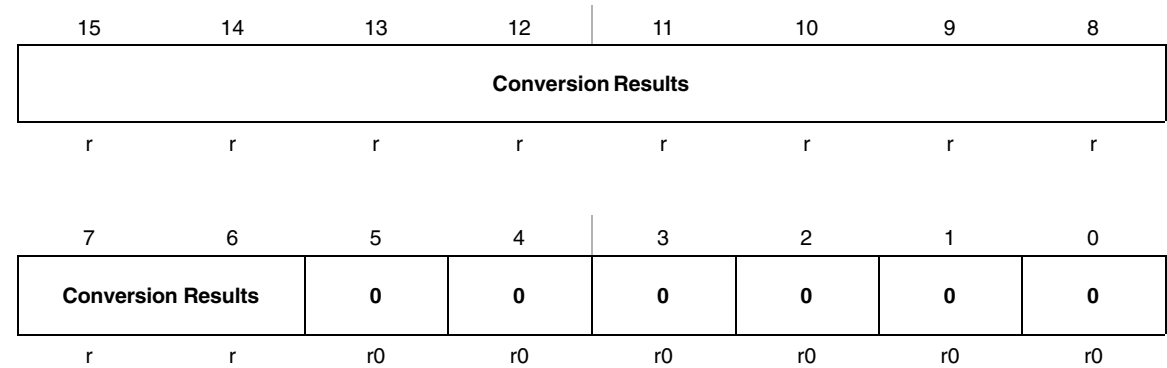 15 14 13 12 11 10 9 8
Conversion Results
r r r r r r r r
7 6 5 4 3 2 1 0
Conversion Results 0 0 0 0 0 0
r r r0 r0 r0 r0 r0 r0